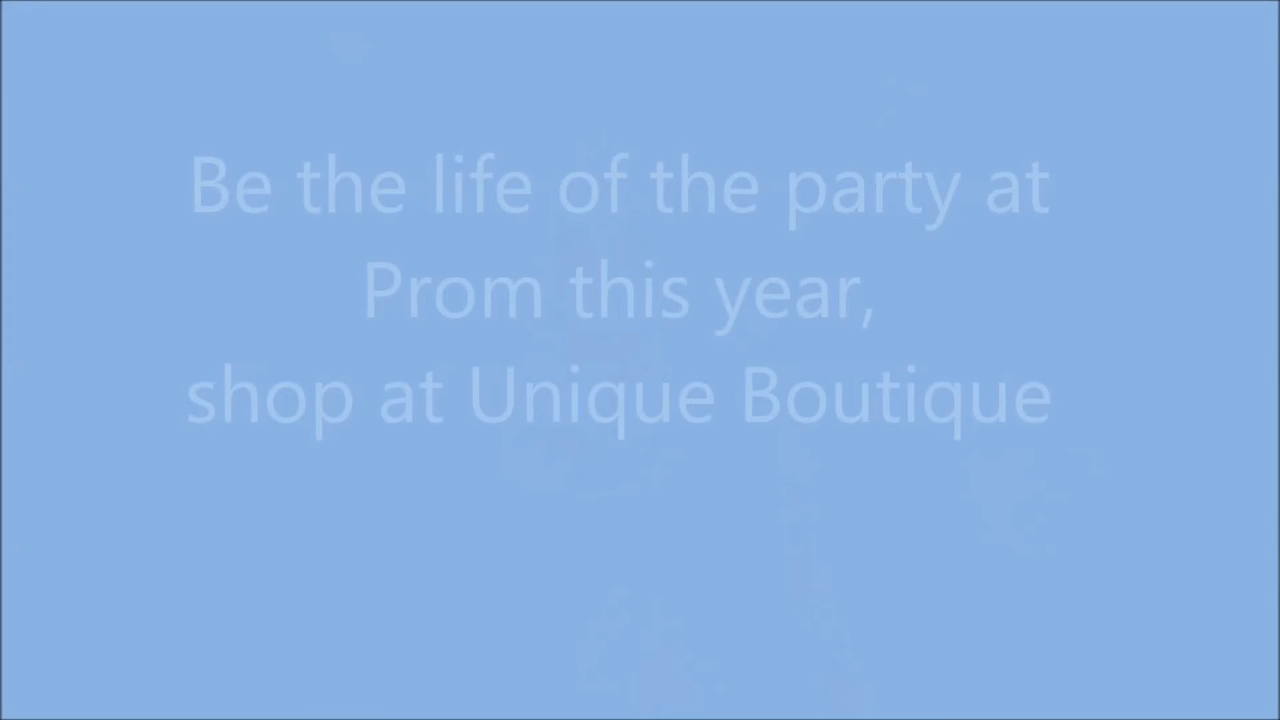 Be the life of the party at
Prom this year,
shop at Unique Boutique